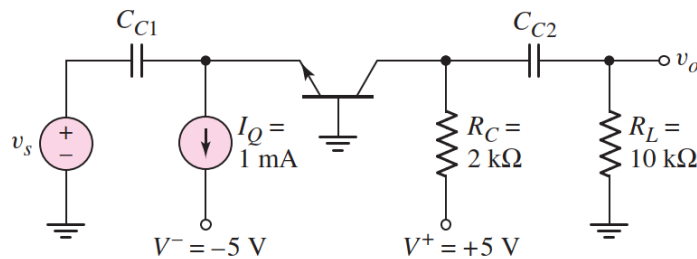 C_C1
C_C2
v_o
v_s
+
−
I_Q =
1 mA
R_C =
2 kΩ
R_L =
10 kΩ
V⁻ = −5 V
V⁺ = +5 V